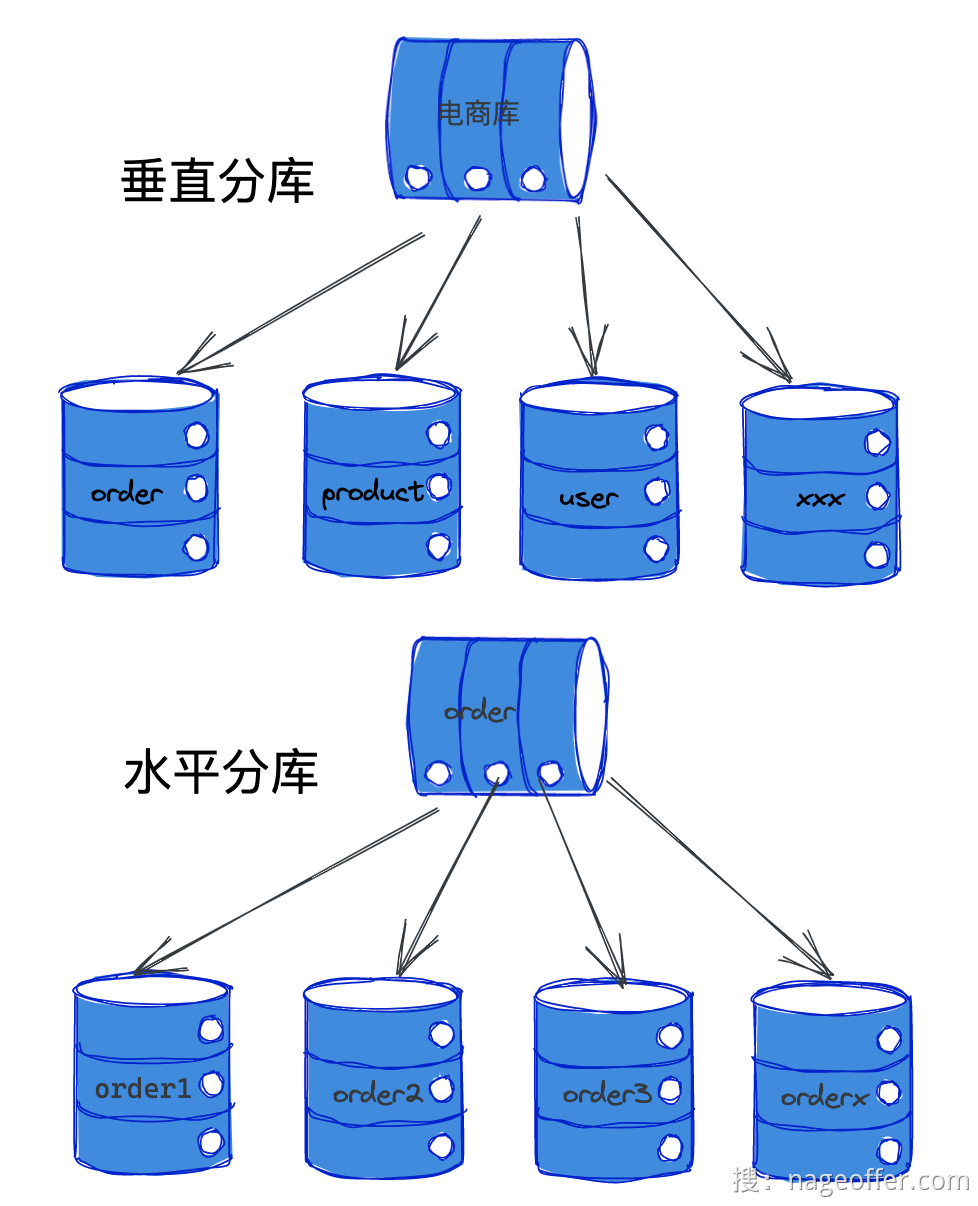 电商库
垂直分库
order
product
user
xxx
order
水平分库
order1
order2
order3
orderx
搜：nageoffer.com